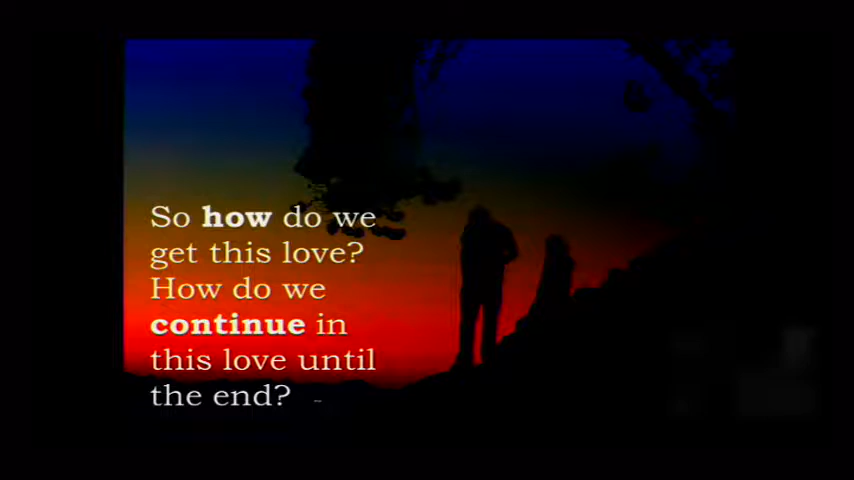 So how do we
get this love?
How do we
continue in
this love until
the end?